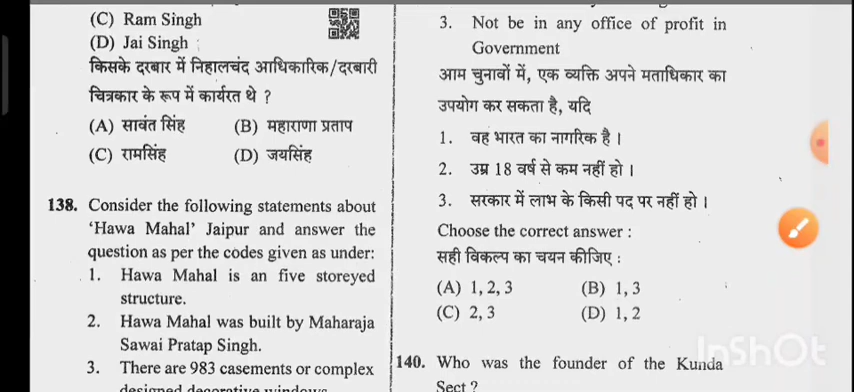 (C) Ram Singh
(D) Jai Singh
किसके दरबार में निहालचंद आधिकारिक/दरबारी
चित्रकार के रूप में कार्यरत थे ?
(A) सावंत सिंह (B) महाराणा प्रताप
(C) रामसिंह (D) जयसिंह
138. Consider the following statements about
‘Hawa Mahal’ Jaipur and answer the
question as per the codes given as under:
1. Hawa Mahal is an five storeyed
structure.
2. Hawa Mahal was built by Maharaja
Sawai Pratap Singh.
3. There are 983 casements or complex
designed decorative windows
3. Not be in any office of profit in
Government
आम चुनावों में, एक व्यक्ति अपने मताधिकार का
उपयोग कर सकता है, यदि
1. वह भारत का नागरिक है ।
2. उम्र 18 वर्ष से कम नहीं हो ।
3. सरकार में लाभ के किसी पद पर नहीं हो ।
Choose the correct answer :
सही विकल्प का चयन कीजिए :
(A) 1, 2, 3 (B) 1, 3
(C) 2, 3 (D) 1, 2
140. Who was the founder of the Kunda
Sect ?
InShOt